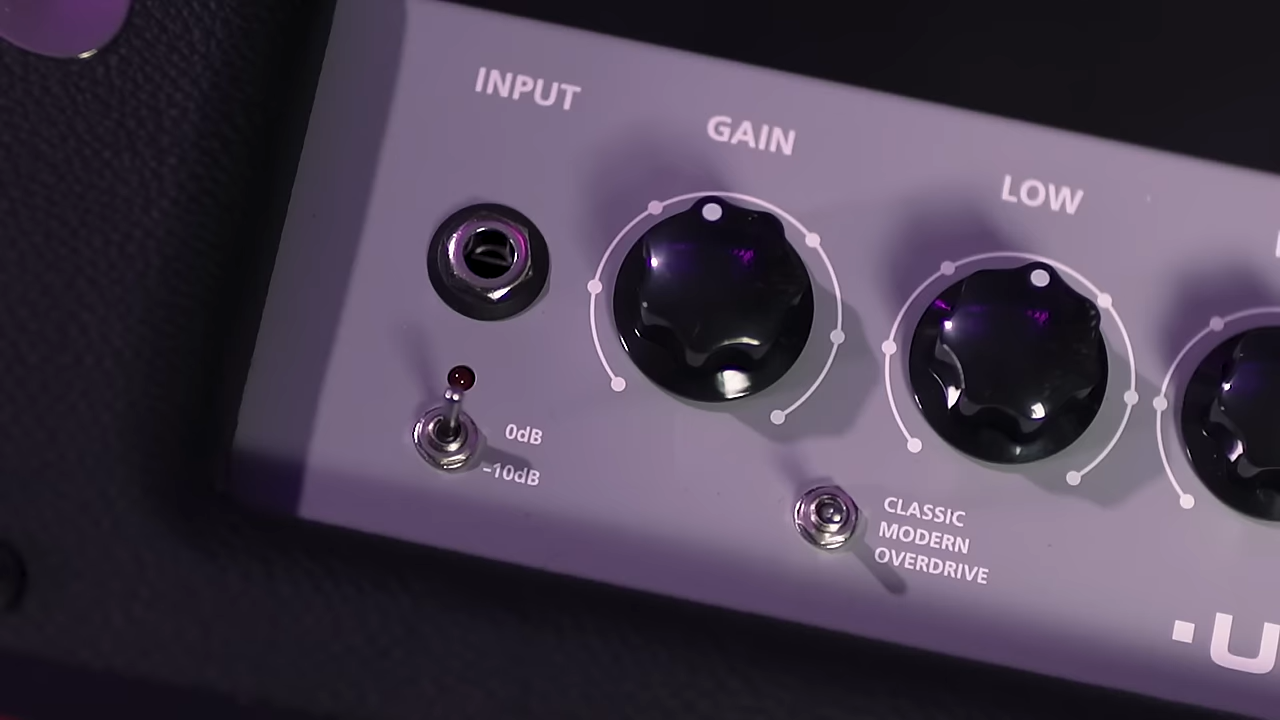 INPUT
GAIN
LOW
0dB
-10dB
CLASSIC
MODERN
OVERDRIVE